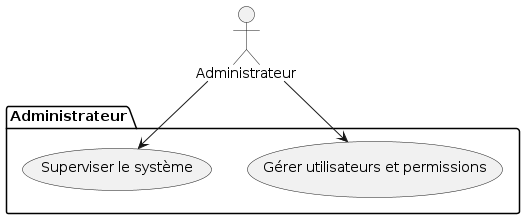 Administrateur
Administrateur
Superviser le système
Gérer utilisateurs et permissions